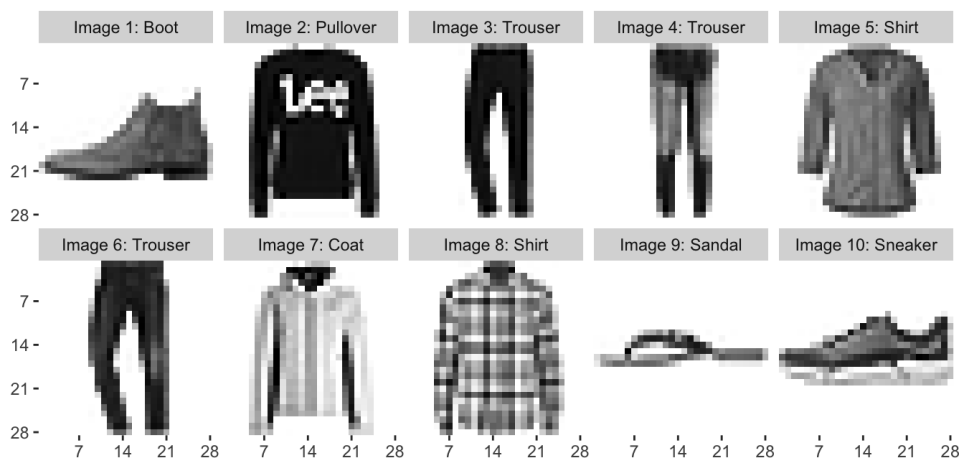 Image 1: Boot
Image 2: Pullover
Image 3: Trouser
Image 4: Trouser
Image 5: Shirt
7
14
21
28
Lee
Image 6: Trouser
Image 7: Coat
Image 8: Shirt
Image 9: Sandal
Image 10: Sneaker
7
14
21
28
7 14 21 28
7 14 21 28
7 14 21 28
7 14 21 28
7 14 21 28